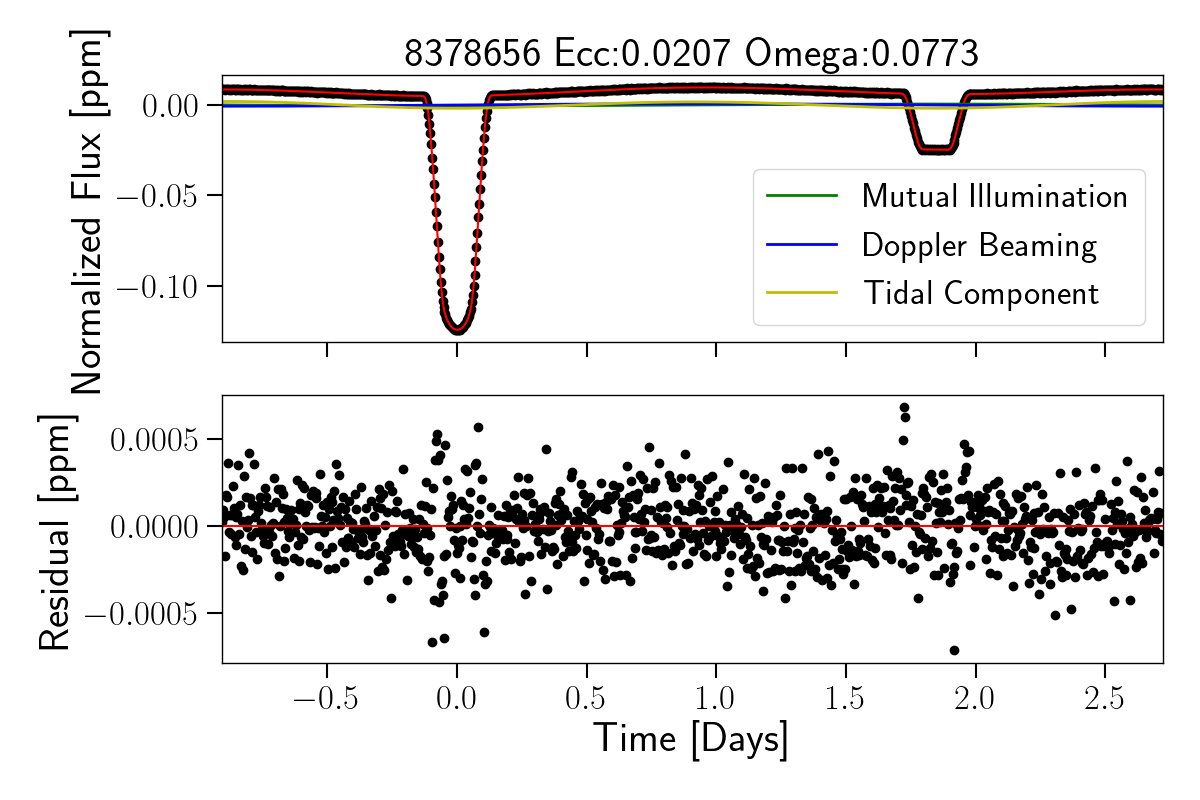 8378656 Ecc:0.0207 Omega:0.0773
Normalized Flux [ppm]
0.00
−0.05
−0.10
Mutual Illumination
Doppler Beaming
Tidal Component
Residual [ppm]
0.0005
0.0000
−0.0005
−0.5 0.0 0.5 1.0 1.5 2.0 2.5
Time [Days]